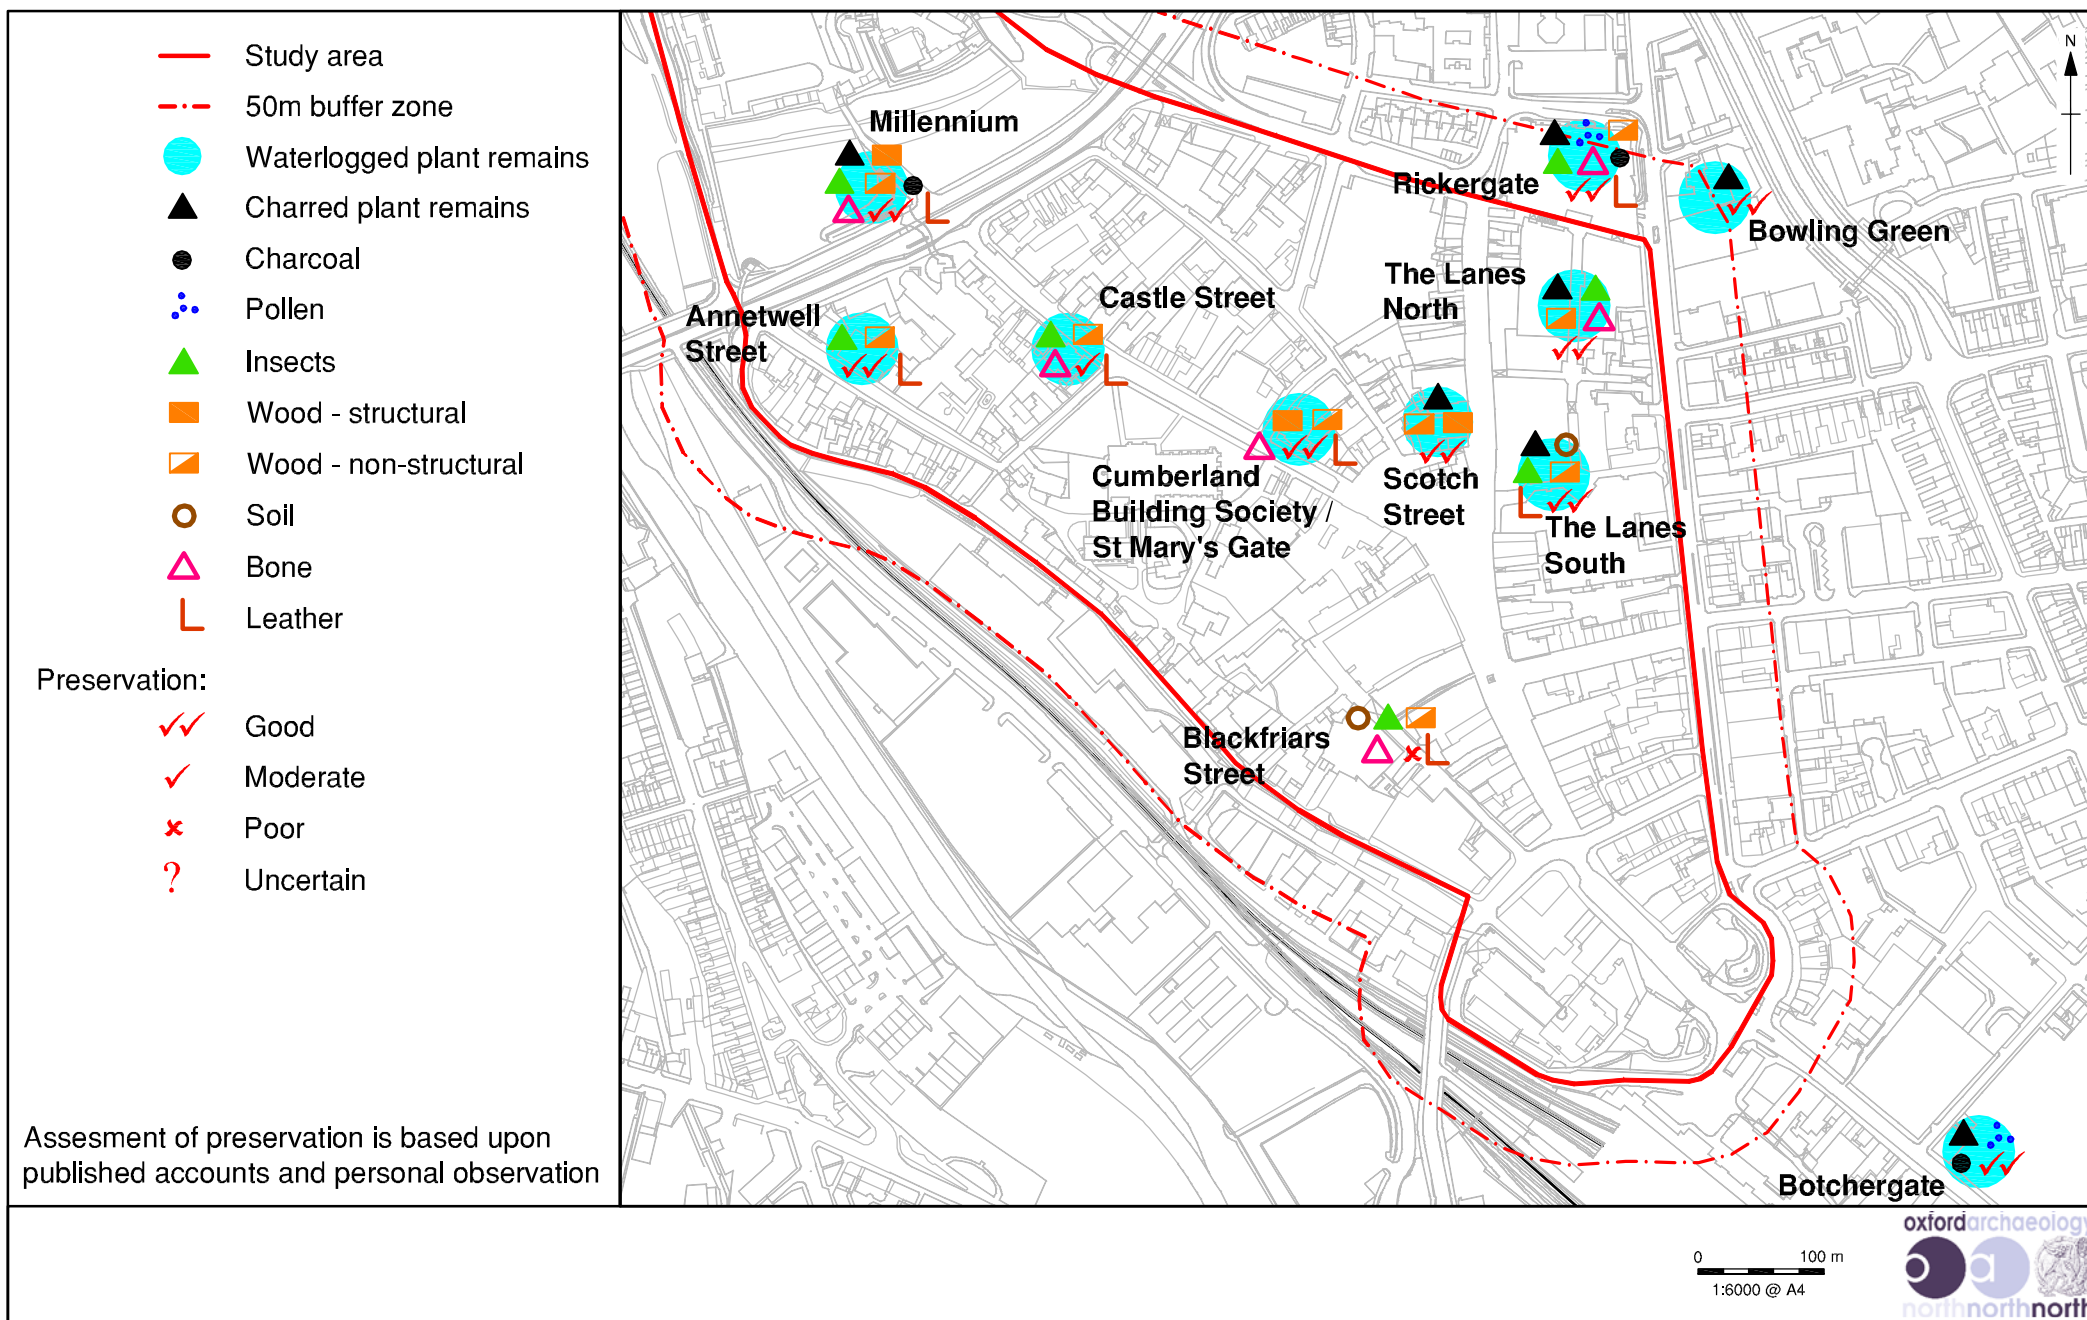 Study area
50m buffer zone
Waterlogged plant remains
Charred plant remains
Charcoal
Pollen
Insects
Wood - structural
Wood - non-structural
Soil
Bone
Leather
Preservation:
Good
Moderate
Poor
? Uncertain
Assesment of preservation is based upon
published accounts and personal observation
N
Millennium
Rickergate
Bowling Green
The Lanes
North
Castle Street
Annetwell
Street
Cumberland
Building Society /
St Mary's Gate
Scotch
Street
The Lanes
South
Blackfriars
Street
Botchergate
0 100 m
1:6000 @ A4
oxfordarchaeology
o a
northnorthnorth